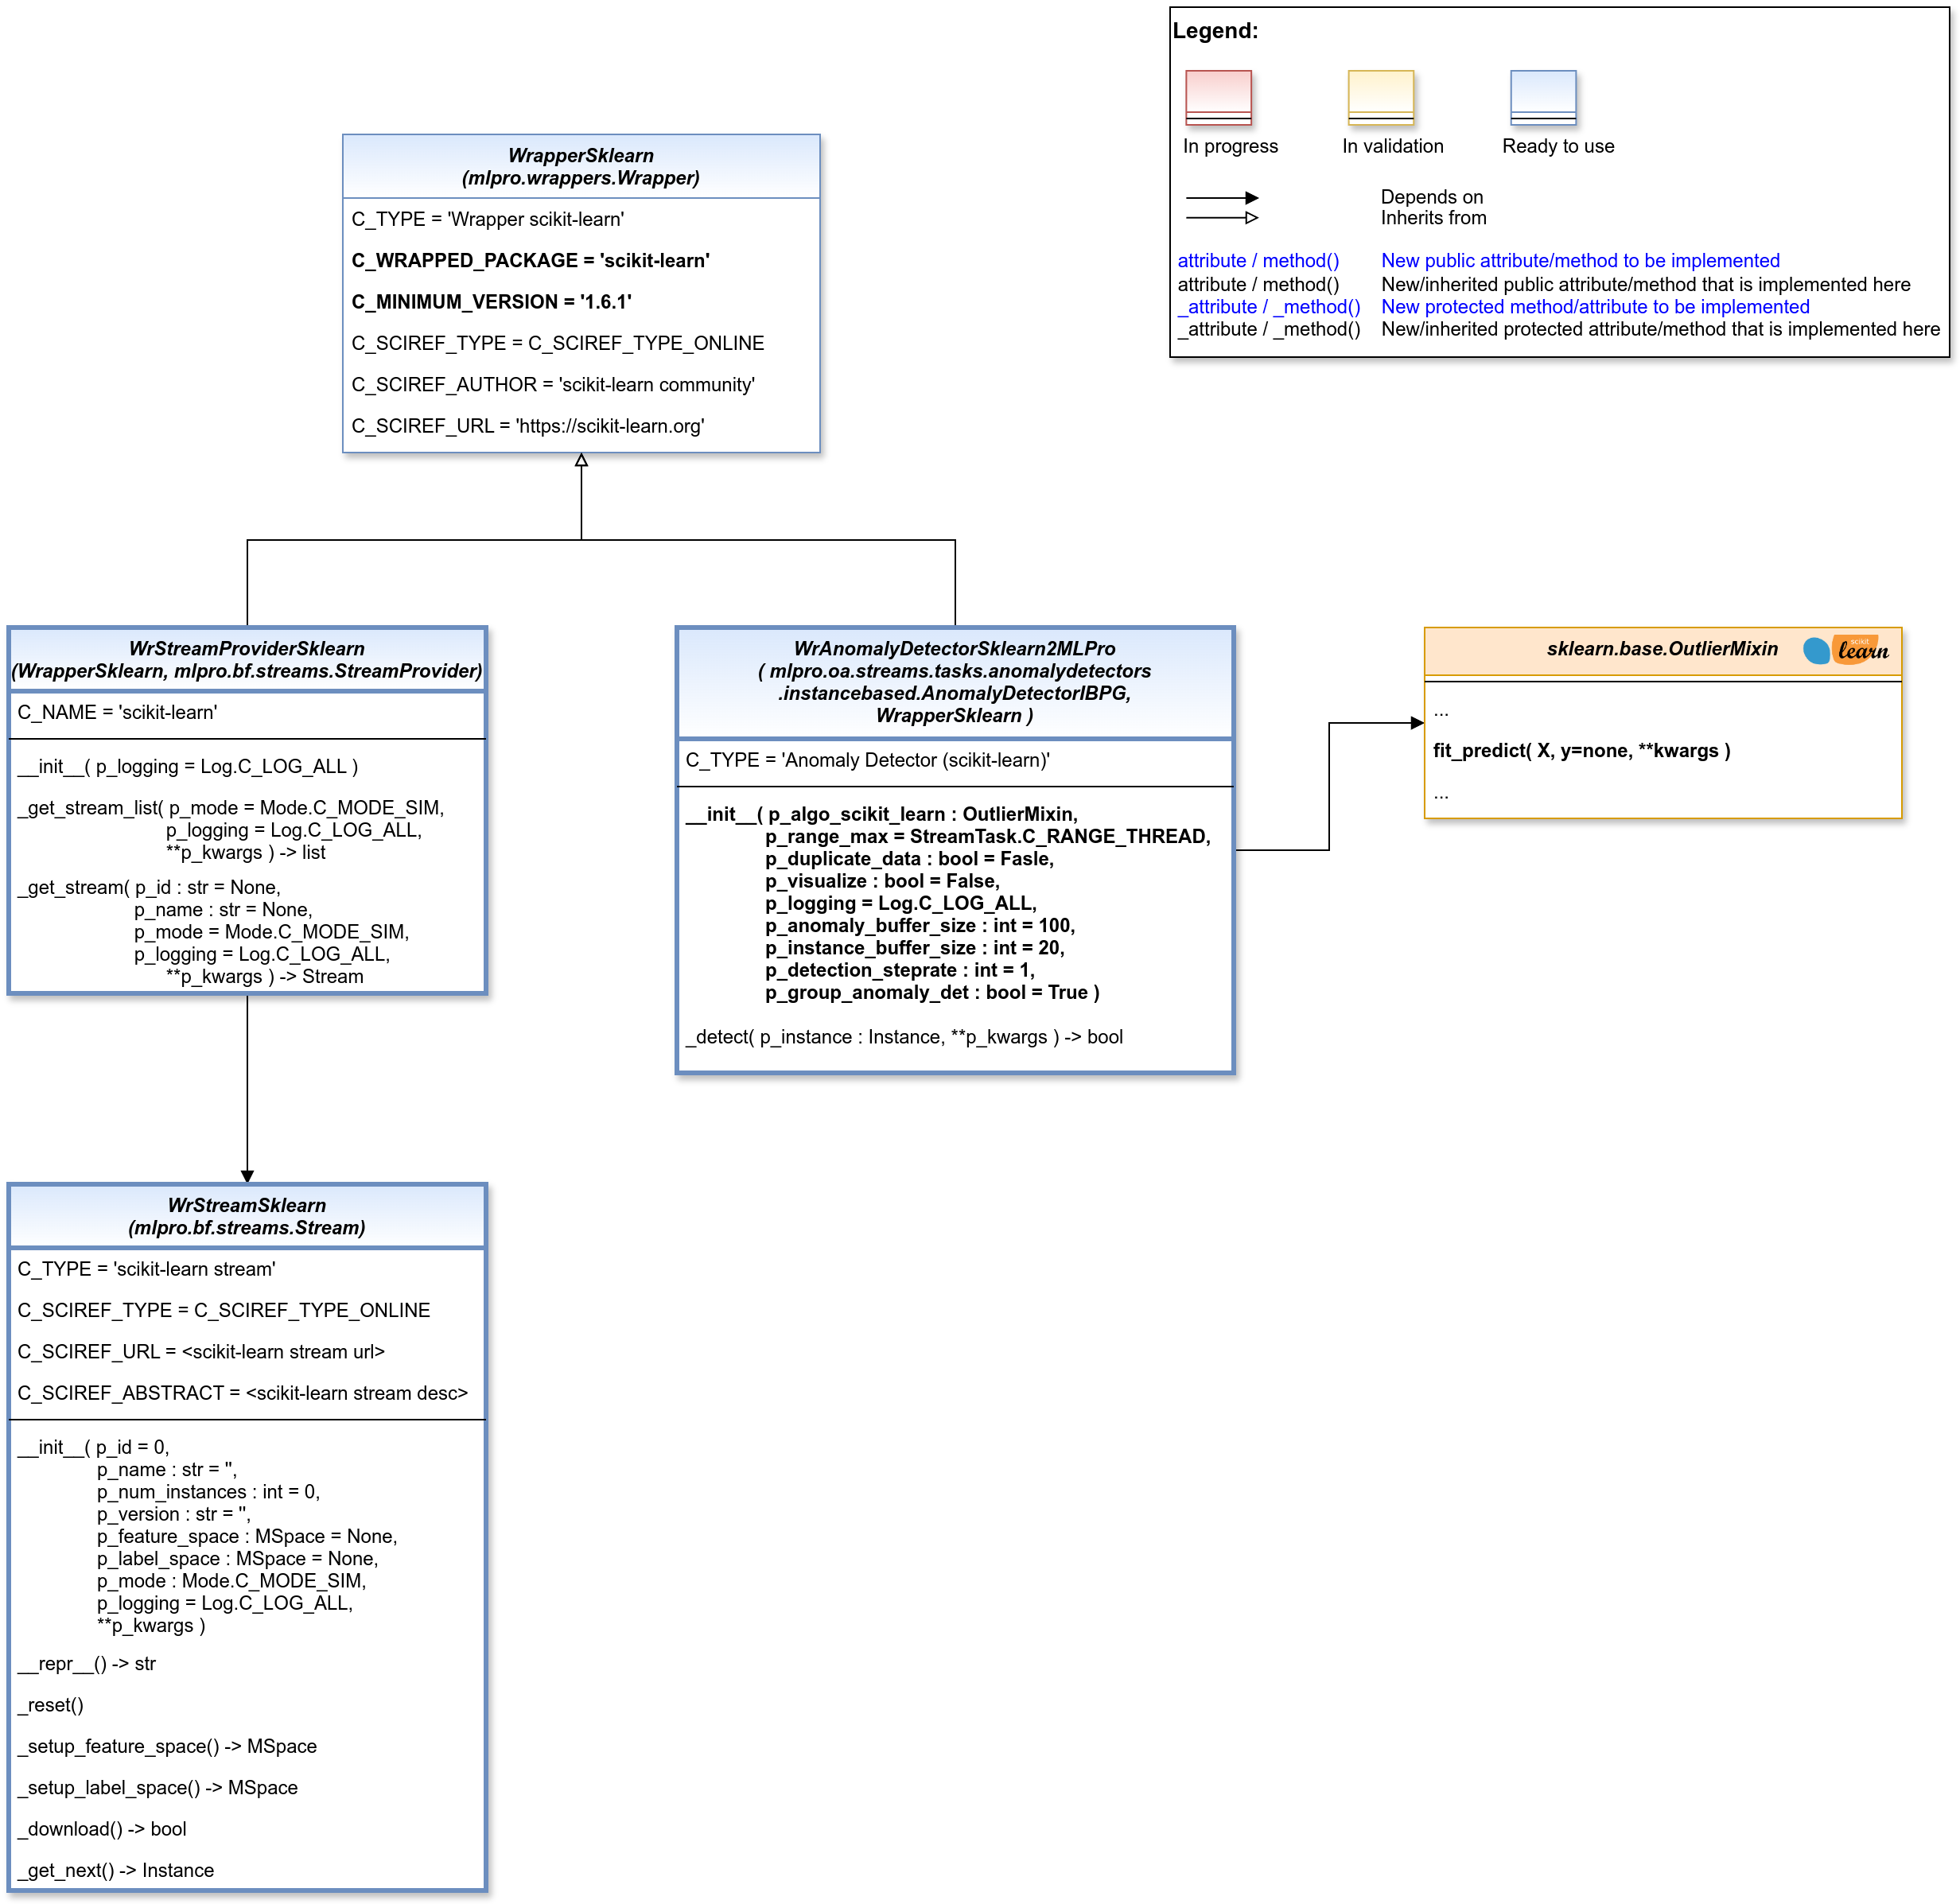 Legend:
In progress
In validation
Ready to use
Depends on
Inherits from
attribute / method() New public attribute/method to be implemented
attribute / method() New/inherited public attribute/method that is implemented here
_attribute / _method() New protected method/attribute to be implemented
_attribute / _method() New/inherited protected attribute/method that is implemented here
WrapperSklearn
(mlpro.wrappers.Wrapper)
C_TYPE = 'Wrapper scikit-learn'
C_WRAPPED_PACKAGE = 'scikit-learn'
C_MINIMUM_VERSION = '1.6.1'
C_SCIREF_TYPE = C_SCIREF_TYPE_ONLINE
C_SCIREF_AUTHOR = 'scikit-learn community'
C_SCIREF_URL = 'https://scikit-learn.org'
WrStreamProviderSklearn
(WrapperSklearn, mlpro.bf.streams.StreamProvider)
C_NAME = 'scikit-learn'
__init__( p_logging = Log.C_LOG_ALL )
_get_stream_list( p_mode = Mode.C_MODE_SIM,
p_logging = Log.C_LOG_ALL,
**p_kwargs ) -> list
_get_stream( p_id : str = None,
p_name : str = None,
p_mode = Mode.C_MODE_SIM,
p_logging = Log.C_LOG_ALL,
**p_kwargs ) -> Stream
WrAnomalyDetectorSklearn2MLPro
( mlpro.oa.streams.tasks.anomalydetectors
.instancebased.AnomalyDetectorIBPG,
WrapperSklearn )
C_TYPE = 'Anomaly Detector (scikit-learn)'
__init__( p_algo_scikit_learn : OutlierMixin,
p_range_max = StreamTask.C_RANGE_THREAD,
p_duplicate_data : bool = Fasle,
p_visualize : bool = False,
p_logging = Log.C_LOG_ALL,
p_anomaly_buffer_size : int = 100,
p_instance_buffer_size : int = 20,
p_detection_steprate : int = 1,
p_group_anomaly_det : bool = True )
_detect( p_instance : Instance, **p_kwargs ) -> bool
sklearn.base.OutlierMixin
scikit
learn
...
fit_predict( X, y=none, **kwargs )
...
WrStreamSklearn
(mlpro.bf.streams.Stream)
C_TYPE = 'scikit-learn stream'
C_SCIREF_TYPE = C_SCIREF_TYPE_ONLINE
C_SCIREF_URL = <scikit-learn stream url>
C_SCIREF_ABSTRACT = <scikit-learn stream desc>
__init__( p_id = 0,
p_name : str = '',
p_num_instances : int = 0,
p_version : str = '',
p_feature_space : MSpace = None,
p_label_space : MSpace = None,
p_mode : Mode.C_MODE_SIM,
p_logging = Log.C_LOG_ALL,
**p_kwargs )
__repr__() -> str
_reset()
_setup_feature_space() -> MSpace
_setup_label_space() -> MSpace
_download() -> bool
_get_next() -> Instance